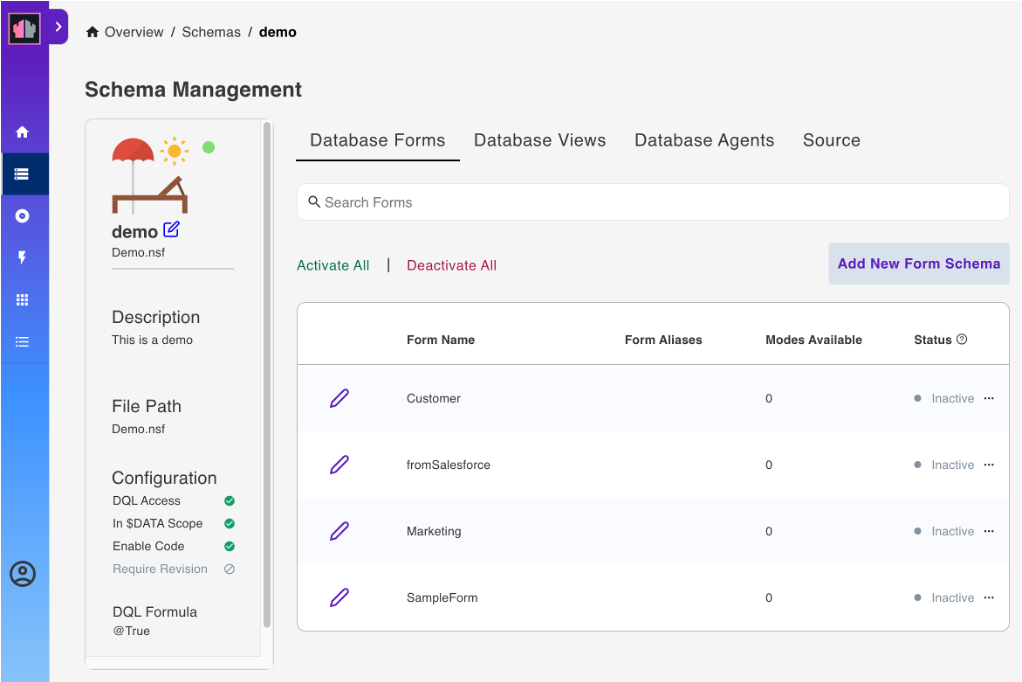 Overview / Schemas / demo
Schema Management
demo
Demo.nsf
Description
This is a demo
File Path
Demo.nsf
Configuration
DQL Access
In $DATA Scope
Enable Code
Require Revision
DQL Formula
@True
Database Forms Database Views Database Agents Source
Search Forms
Activate All | Deactivate All Add New Form Schema
Form Name Form Aliases Modes Available Status
Customer 0 Inactive ...
fromSalesforce 0 Inactive ...
Marketing 0 Inactive ...
SampleForm 0 Inactive ...